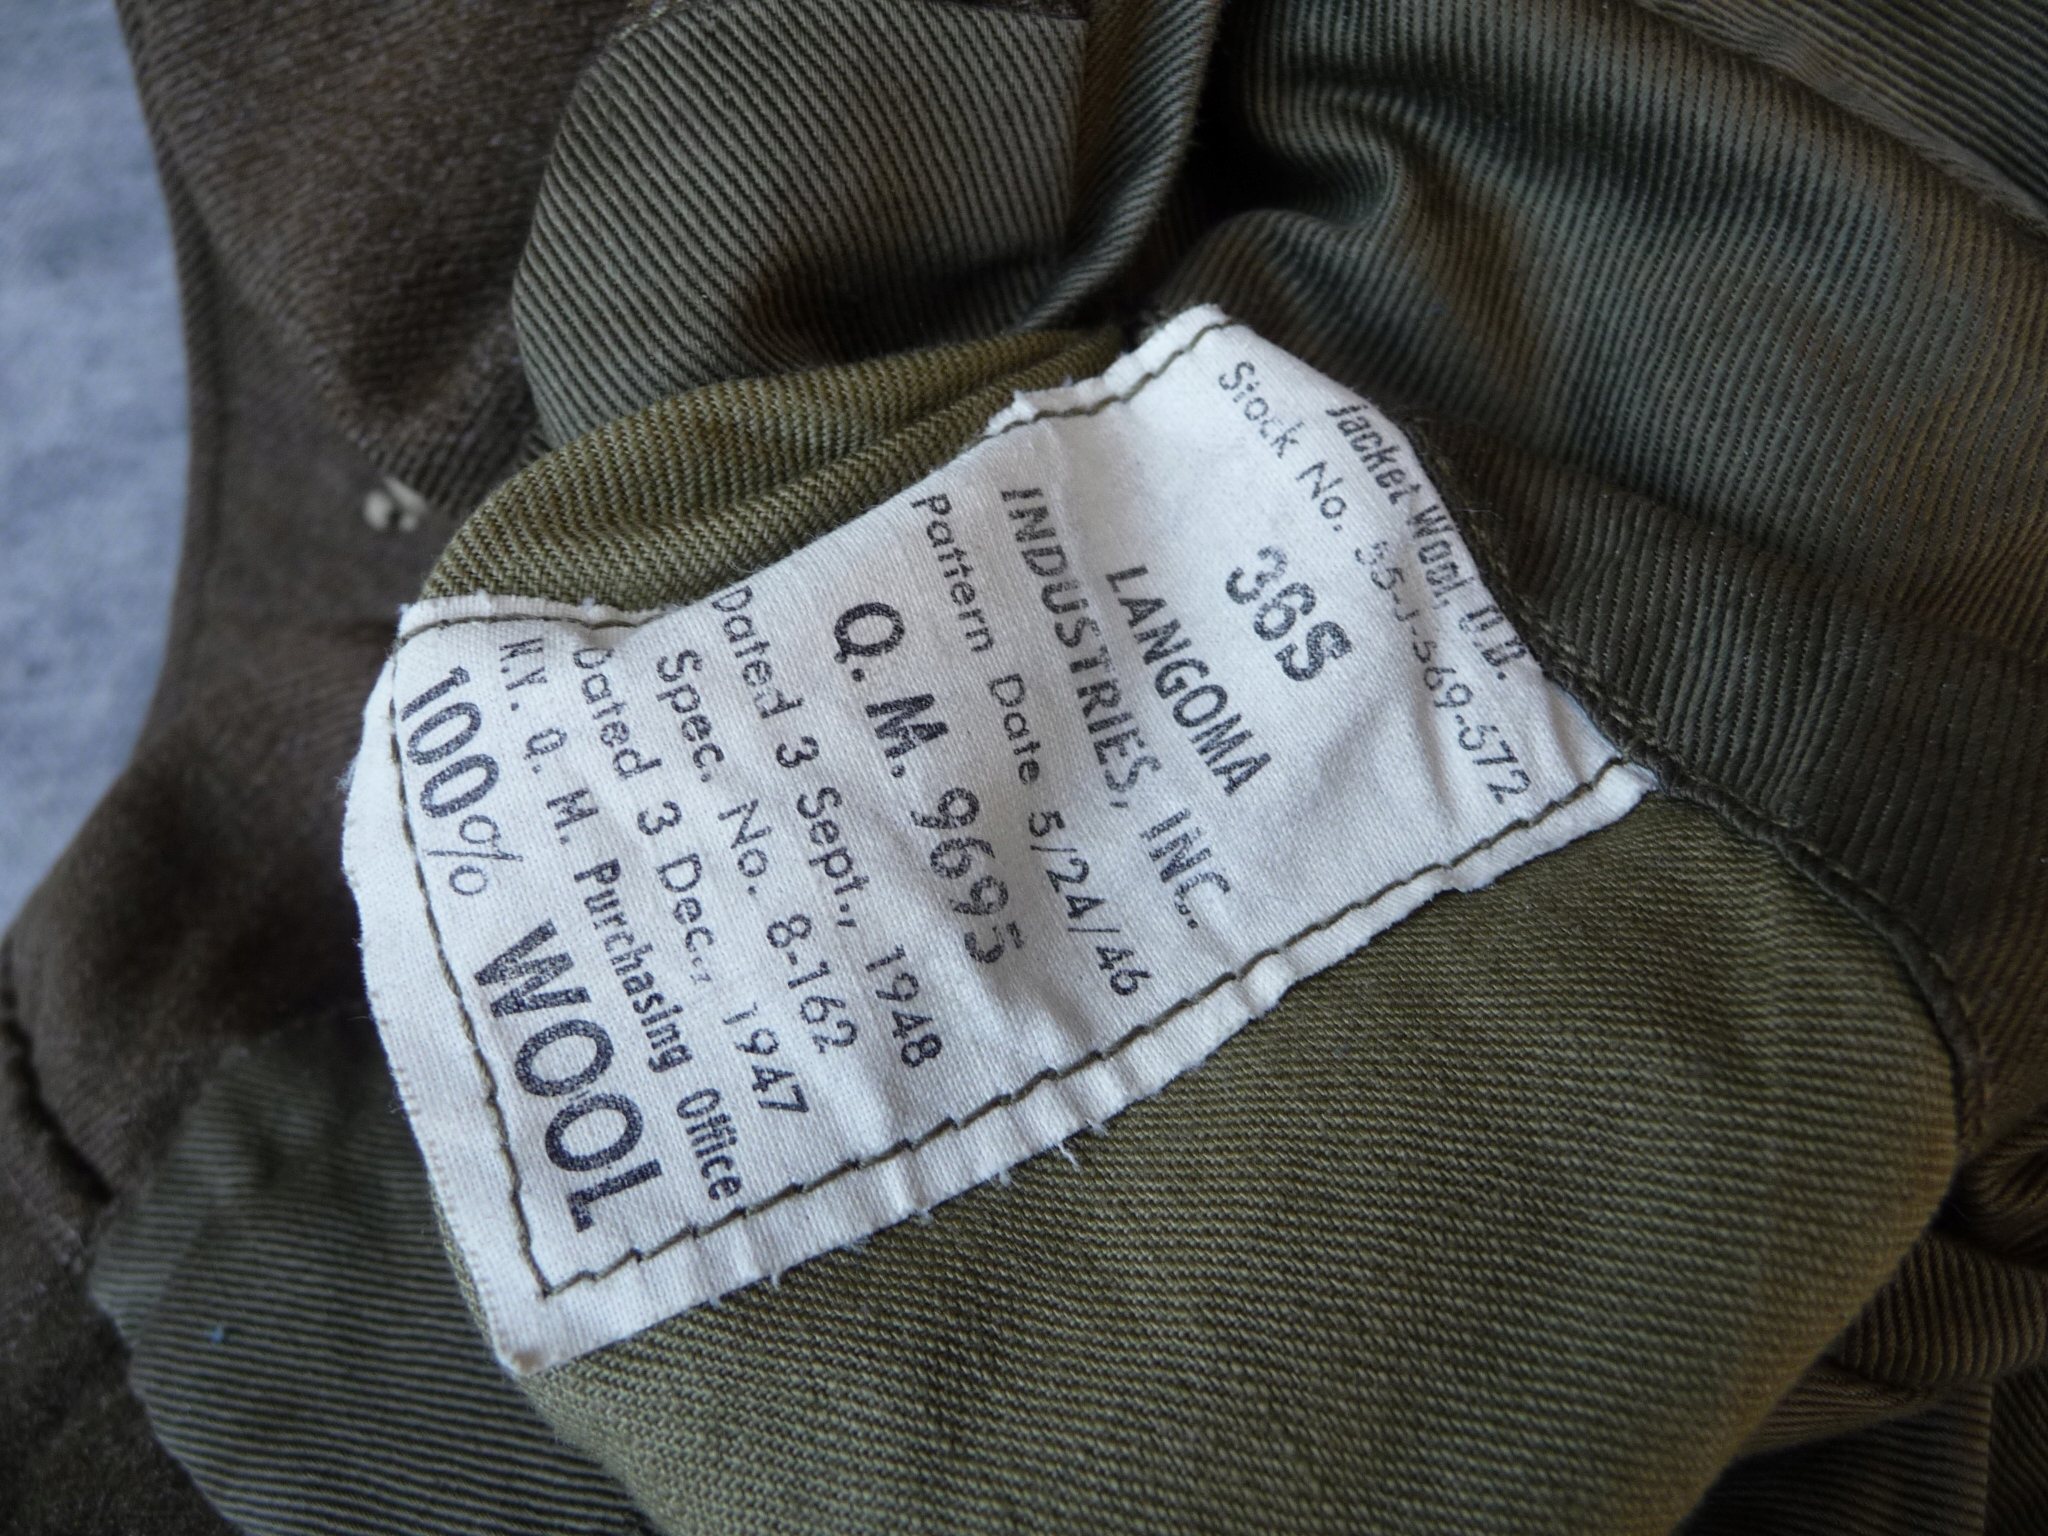 Jacket Wool, O.D.
Stock No. 55-J-569-572
36S
LANGOMA
INDUSTRIES, INC.
Pattern Date 5/24/46
Q. M. 9695
Dated 3 Sept., 1948
Spec. No. 8-162
Dated 3 Dec., 1947
N.Y. Q. M. Purchasing Office
100% WOOL